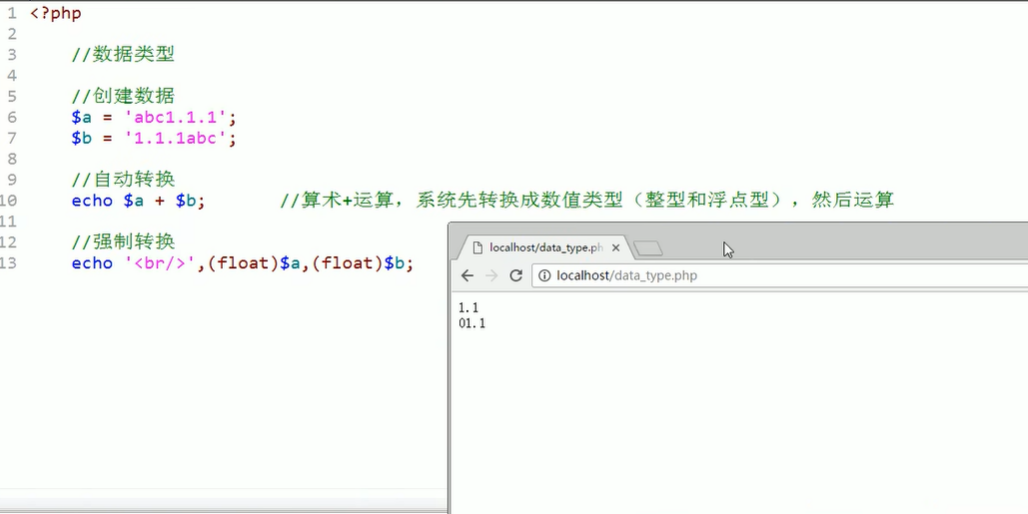 1 <?php
2
3 //数据类型
4
5 //创建数据
6 $a = 'abc1.1.1';
7 $b = '1.1.1abc';
8
9 //自动转换
10 echo $a + $b; //算术+运算，系统先转换成数值类型（整型和浮点型），然后运算
11
12 //强制转换
13 echo '<br/>',(float)$a,(float)$b;
localhost/data_type.ph
localhost/data_type.php
1.1
01.1